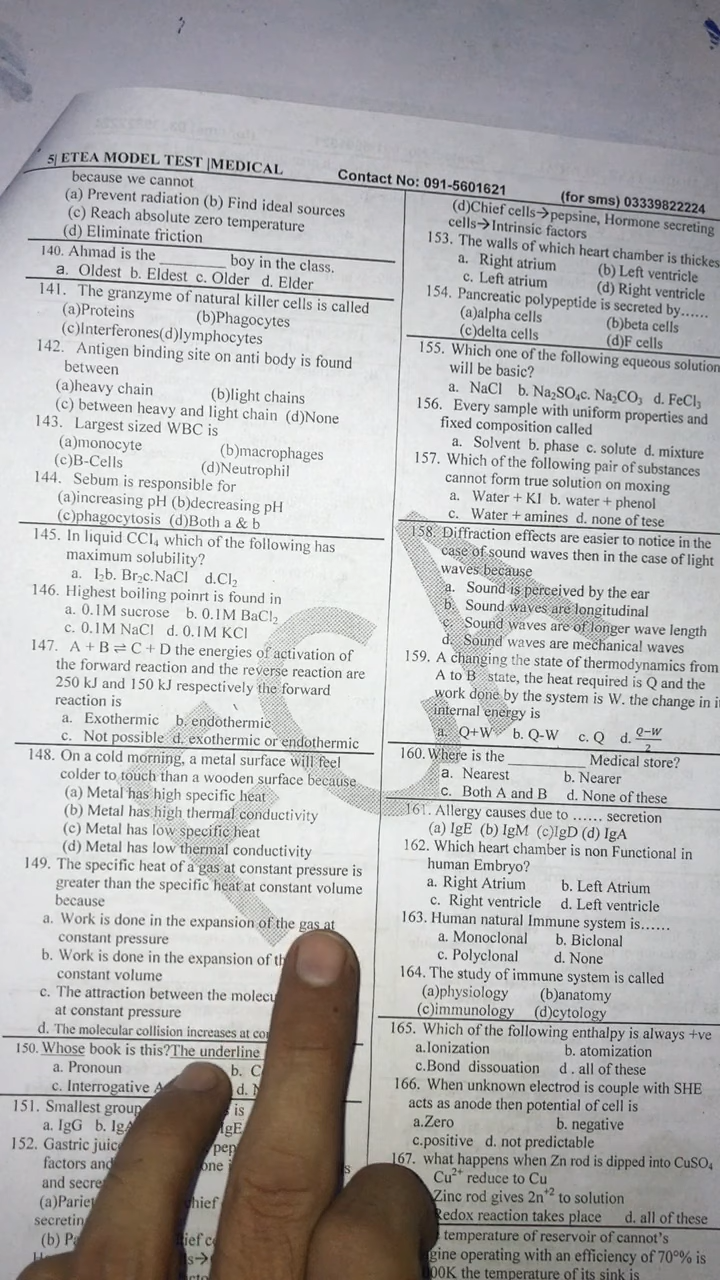 5| ETEA MODEL TEST |MEDICAL Contact No: 091-5601621 (for sms) 03339822224
because we cannot
(a) Prevent radiation (b) Find ideal sources
(c) Reach absolute zero temperature
(d) Eliminate friction
140. Ahmad is the ________ boy in the class.
a. Oldest b. Eldest c. Older d. Elder
141. The granzyme of natural killer cells is called
(a)Proteins (b)Phagocytes
(c)Interferones(d)lymphocytes
142. Antigen binding site on anti body is found
between
(a)heavy chain (b)light chains
(c) between heavy and light chain (d)None
143. Largest sized WBC is
(a)monocyte (b)macrophages
(c)B-Cells (d)Neutrophil
144. Sebum is responsible for
(a)increasing pH (b)decreasing pH
(c)phagocytosis (d)Both a & b
145. In liquid CCl₄ which of the following has
maximum solubility?
a. I₂b. Br₂c.NaCl d.Cl₂
146. Highest boiling poinrt is found in
a. 0.1M sucrose b. 0.1M BaCl₂
c. 0.1M NaCl d. 0.1M KCl
147. A + B ⇌ C + D the energies of activation of
the forward reaction and the reverse reaction are
250 kJ and 150 kJ respectively the forward
reaction is
a. Exothermic b. endothermic
c. Not possible d. exothermic or endothermic
148. On a cold morning, a metal surface will feel
colder to touch than a wooden surface because
(a) Metal has high specific heat
(b) Metal has high thermal conductivity
(c) Metal has low specific heat
(d) Metal has low thermal conductivity
149. The specific heat of a gas at constant pressure is
greater than the specific heat at constant volume
because
a. Work is done in the expansion of the gas at
constant pressure
b. Work is done in the expansion of
constant volume
c. The attraction between the
at constant pressure
d. The molecular collision increases at
150. Whose book is this?The underline
a. Pronoun b.
c. Interrogative d.
151. Smallest group is
a. IgG b. IgE
152. Gastric
factors and one
and
secretin
(b)
(d)Chief cells→pepsine, Hormone secreting
cells→Intrinsic factors
153. The walls of which heart chamber is thickes
a. Right atrium (b) Left ventricle
c. Left atrium (d) Right ventricle
154. Pancreatic polypeptide is secreted by......
(a)alpha cells (b)beta cells
(c)delta cells (d)F cells
155. Which one of the following equeous solution
will be basic?
a. NaCl b. Na₂SO₄c. Na₂CO₃ d. FeCl₃
156. Every sample with uniform properties and
fixed composition called
a. Solvent b. phase c. solute d. mixture
157. Which of the following pair of substances
cannot form true solution on moxing
a. Water + KI b. water + phenol
c. Water + amines d. none of tese
158. Diffraction effects are easier to notice in the
case of sound waves then in the case of light
waves because
a. Sound is perceived by the ear
b. Sound waves are longitudinal
c. Sound waves are of longer wave length
d. Sound waves are mechanical waves
159. A changing the state of thermodynamics from
A to B state, the heat required is Q and the
work done by the system is W. the change in
internal energy is
a. Q+W b. Q-W c. Q d. Q−W/2
160. Where is the ________ Medical store?
a. Nearest b. Nearer
c. Both A and B d. None of these
161. Allergy causes due to ...... secretion
(a) IgE (b) IgM (c)IgD (d) IgA
162. Which heart chamber is non Functional in
human Embryo?
a. Right Atrium b. Left Atrium
c. Right ventricle d. Left ventricle
163. Human natural Immune system is......
a. Monoclonal b. Biclonal
c. Polyclonal d. None
164. The study of immune system is called
(a)physiology (b)anatomy
(c)immunology (d)cytology
165. Which of the following enthalpy is always +ve
a.Ionization b. atomization
c.Bond dissouation d . all of these
166. When unknown electrod is couple with SHE
acts as anode then potential of cell is
a.Zero b. negative
c.positive d. not predictable
167. what happens when Zn rod is dipped into CuSO₄
Cu²⁺ reduce to Cu
Zinc rod gives 2n⁺² to solution
Redox reaction takes place d. all of these
temperature of reservoir of cannot's
gine operating with an efficiency of 70°% is
00K the temperature of its sink is